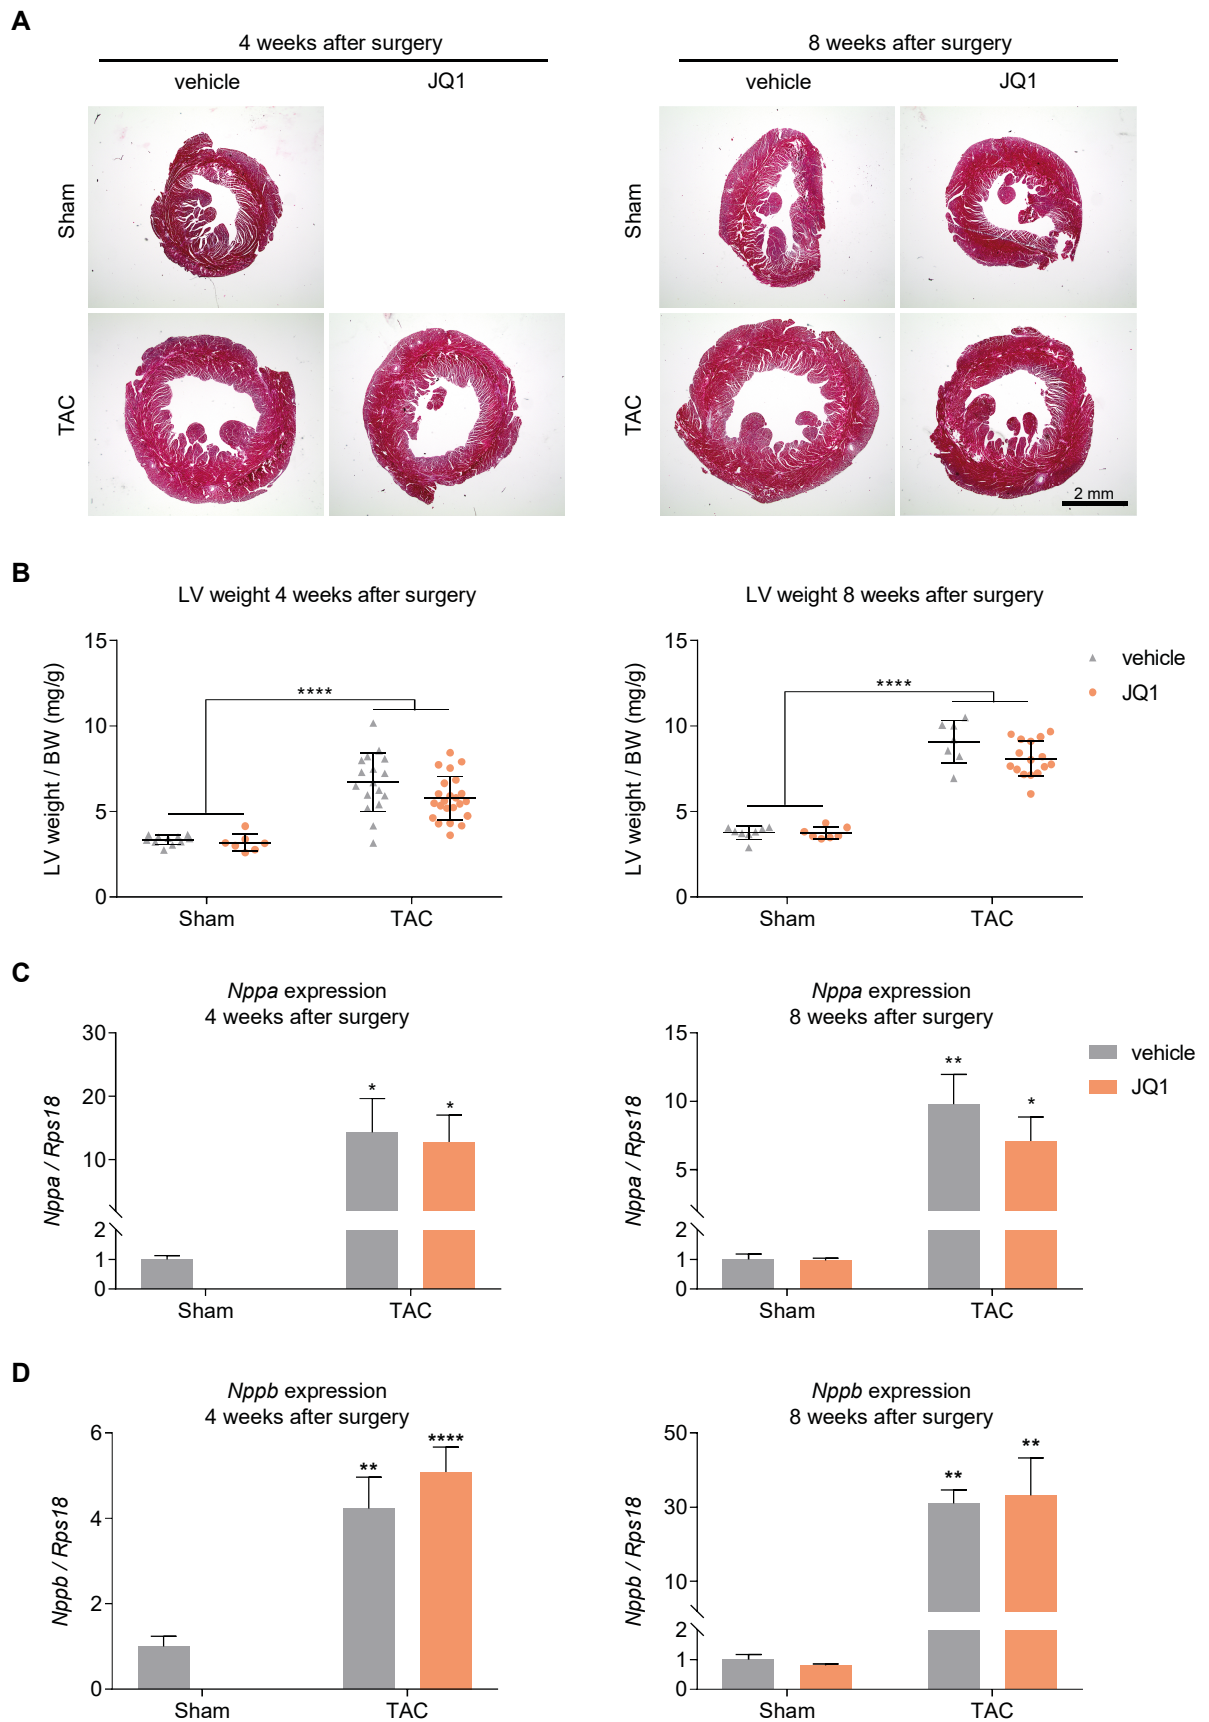 A
4 weeks after surgery
8 weeks after surgery
vehicle
JQ1
vehicle
JQ1
Sham
Sham
TAC
TAC
2 mm
B
LV weight 4 weeks after surgery
LV weight 8 weeks after surgery
LV weight / BW (mg/g)
15
10
5
0
****
Sham
TAC
LV weight / BW (mg/g)
15
10
5
0
****
Sham
TAC
vehicle
JQ1
C
Nppa expression
4 weeks after surgery
Nppa / Rps18
30
20
10
2
1
0
*
*
Sham
TAC
Nppa expression
8 weeks after surgery
Nppa / Rps18
15
10
5
2
1
0
**
*
Sham
TAC
vehicle
JQ1
D
Nppb expression
4 weeks after surgery
Nppb / Rps18
6
4
2
0
**
****
Sham
TAC
Nppb expression
8 weeks after surgery
Nppb / Rps18
50
30
10
2
1
0
**
**
Sham
TAC